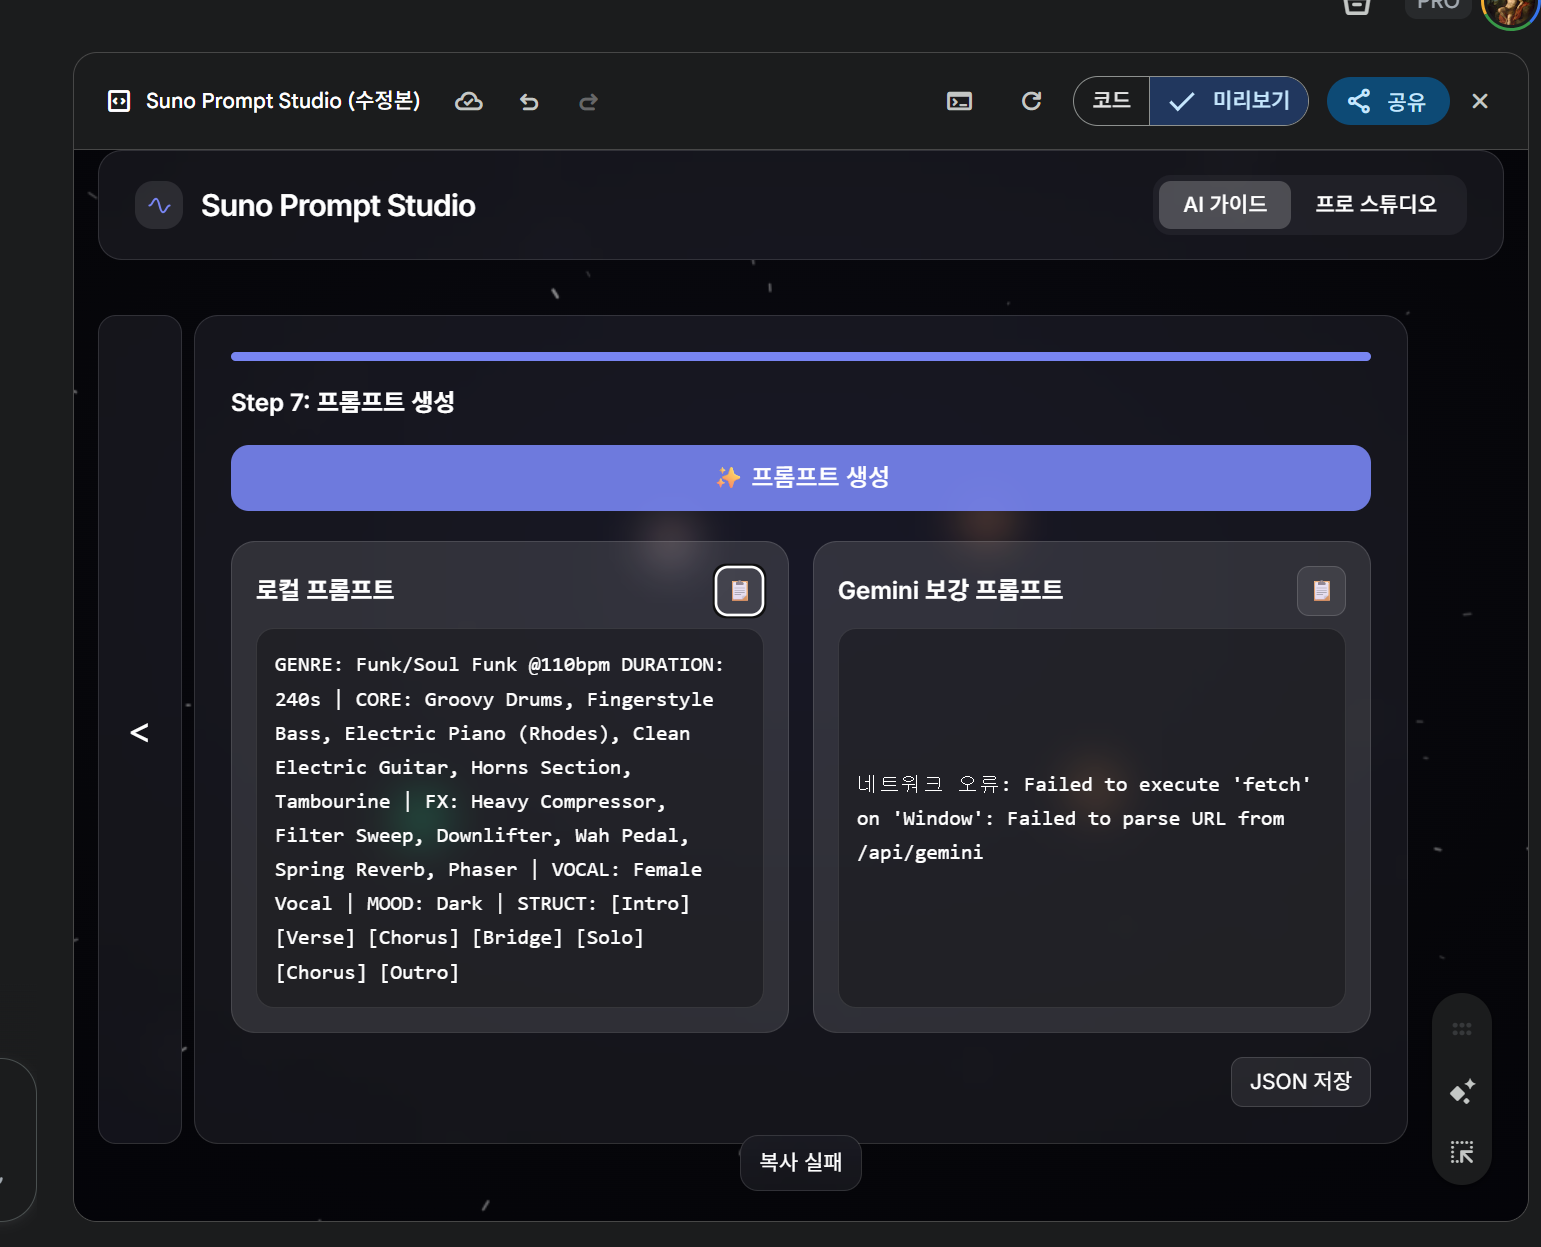 PRO
Suno Prompt Studio (수정본)
코드
미리보기
공유
Suno Prompt Studio
AI 가이드
프로 스튜디오
<
Step 7: 프롬프트 생성
✨ 프롬프트 생성
로컬 프롬프트
GENRE: Funk/Soul Funk @110bpm DURATION:
240s | CORE: Groovy Drums, Fingerstyle
Bass, Electric Piano (Rhodes), Clean
Electric Guitar, Horns Section,
Tambourine | FX: Heavy Compressor,
Filter Sweep, Downlifter, Wah Pedal,
Spring Reverb, Phaser | VOCAL: Female
Vocal | MOOD: Dark | STRUCT: [Intro]
[Verse] [Chorus] [Bridge] [Solo]
[Chorus] [Outro]
Gemini 보강 프롬프트
네트워크 오류: Failed to execute 'fetch'
on 'Window': Failed to parse URL from
/api/gemini
JSON 저장
복사 실패